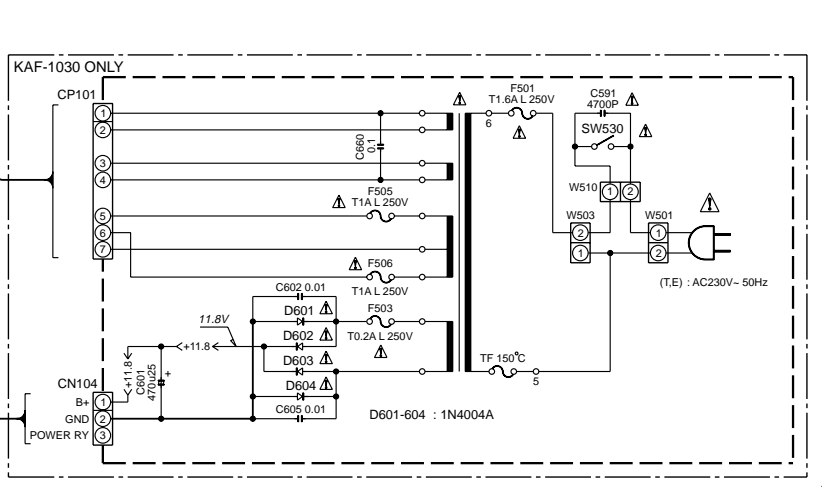 KAF-1030 ONLY
CP101
1
2
3
4
5
6
7
C660
0.1
F505
T1A L 250V
F506
T1A L 250V
C602 0.01
D601
F503
T0.2A L 250V
11.8V
D602
+11.8
D603
D604
C605 0.01
+11.8
C601
470u25
+
CN104
B+ 1
GND 2
POWER RY 3
D601-604 : 1N4004A
F501
T1.6A L 250V
6
C591
4700P
SW530
W510 1 2
W503
2
1
W501
1
2
(T,E) : AC230V~ 50Hz
TF 150°C
5